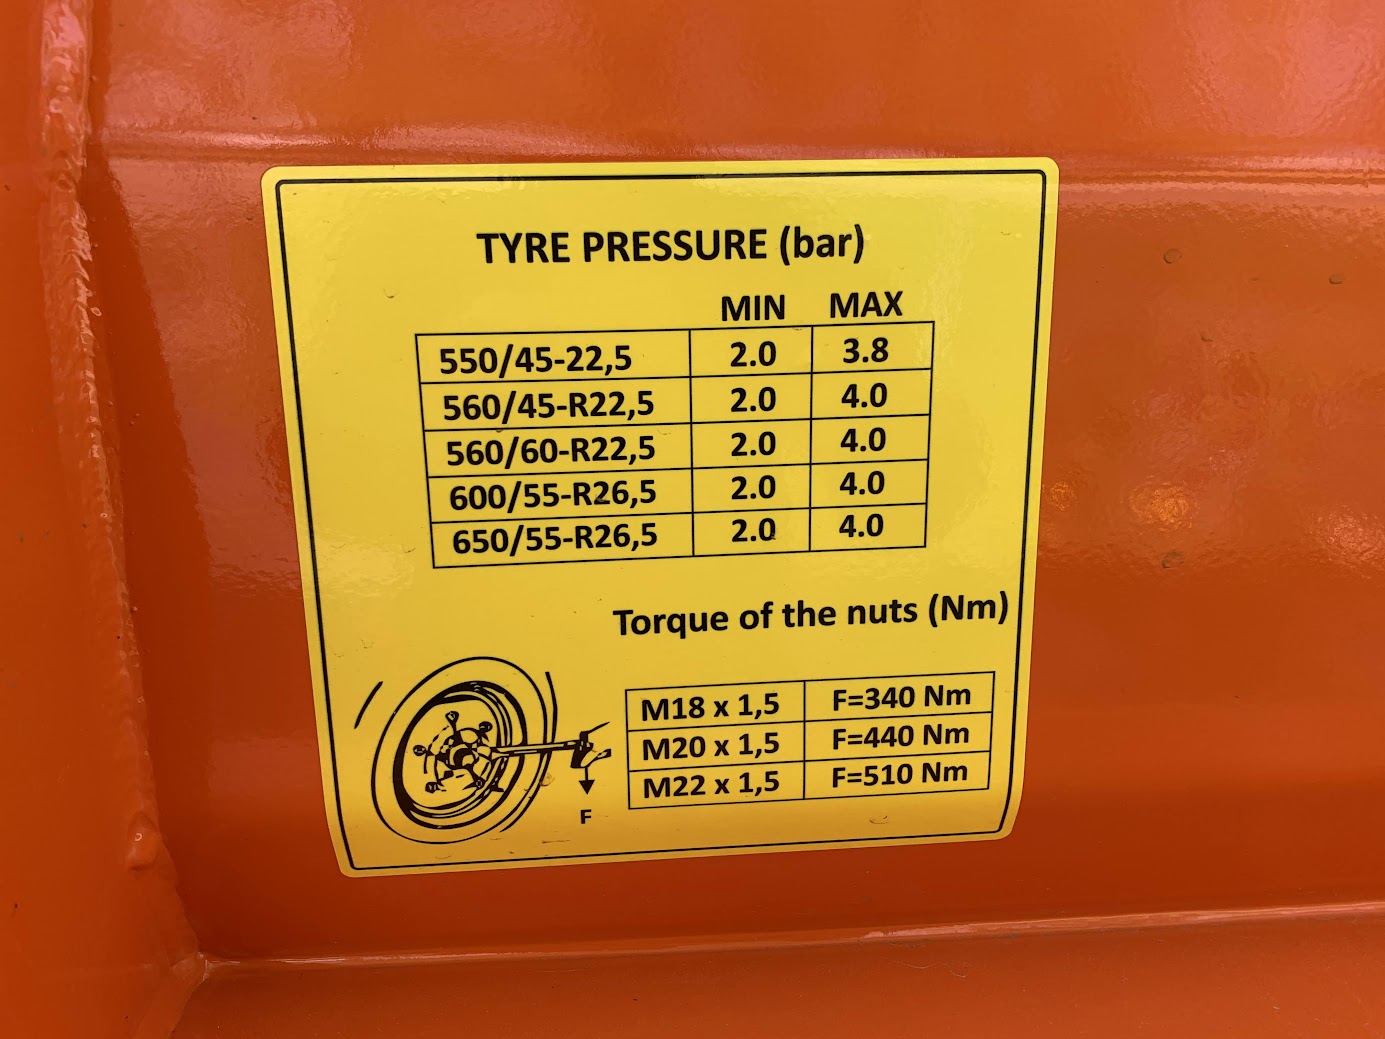 TYRE PRESSURE (bar)
MIN MAX
550/45-22,5 2.0 3.8
560/45-R22,5 2.0 4.0
560/60-R22,5 2.0 4.0
600/55-R26,5 2.0 4.0
650/55-R26,5 2.0 4.0
Torque of the nuts (Nm)
M18 x 1,5 F=340 Nm
M20 x 1,5 F=440 Nm
M22 x 1,5 F=510 Nm
F